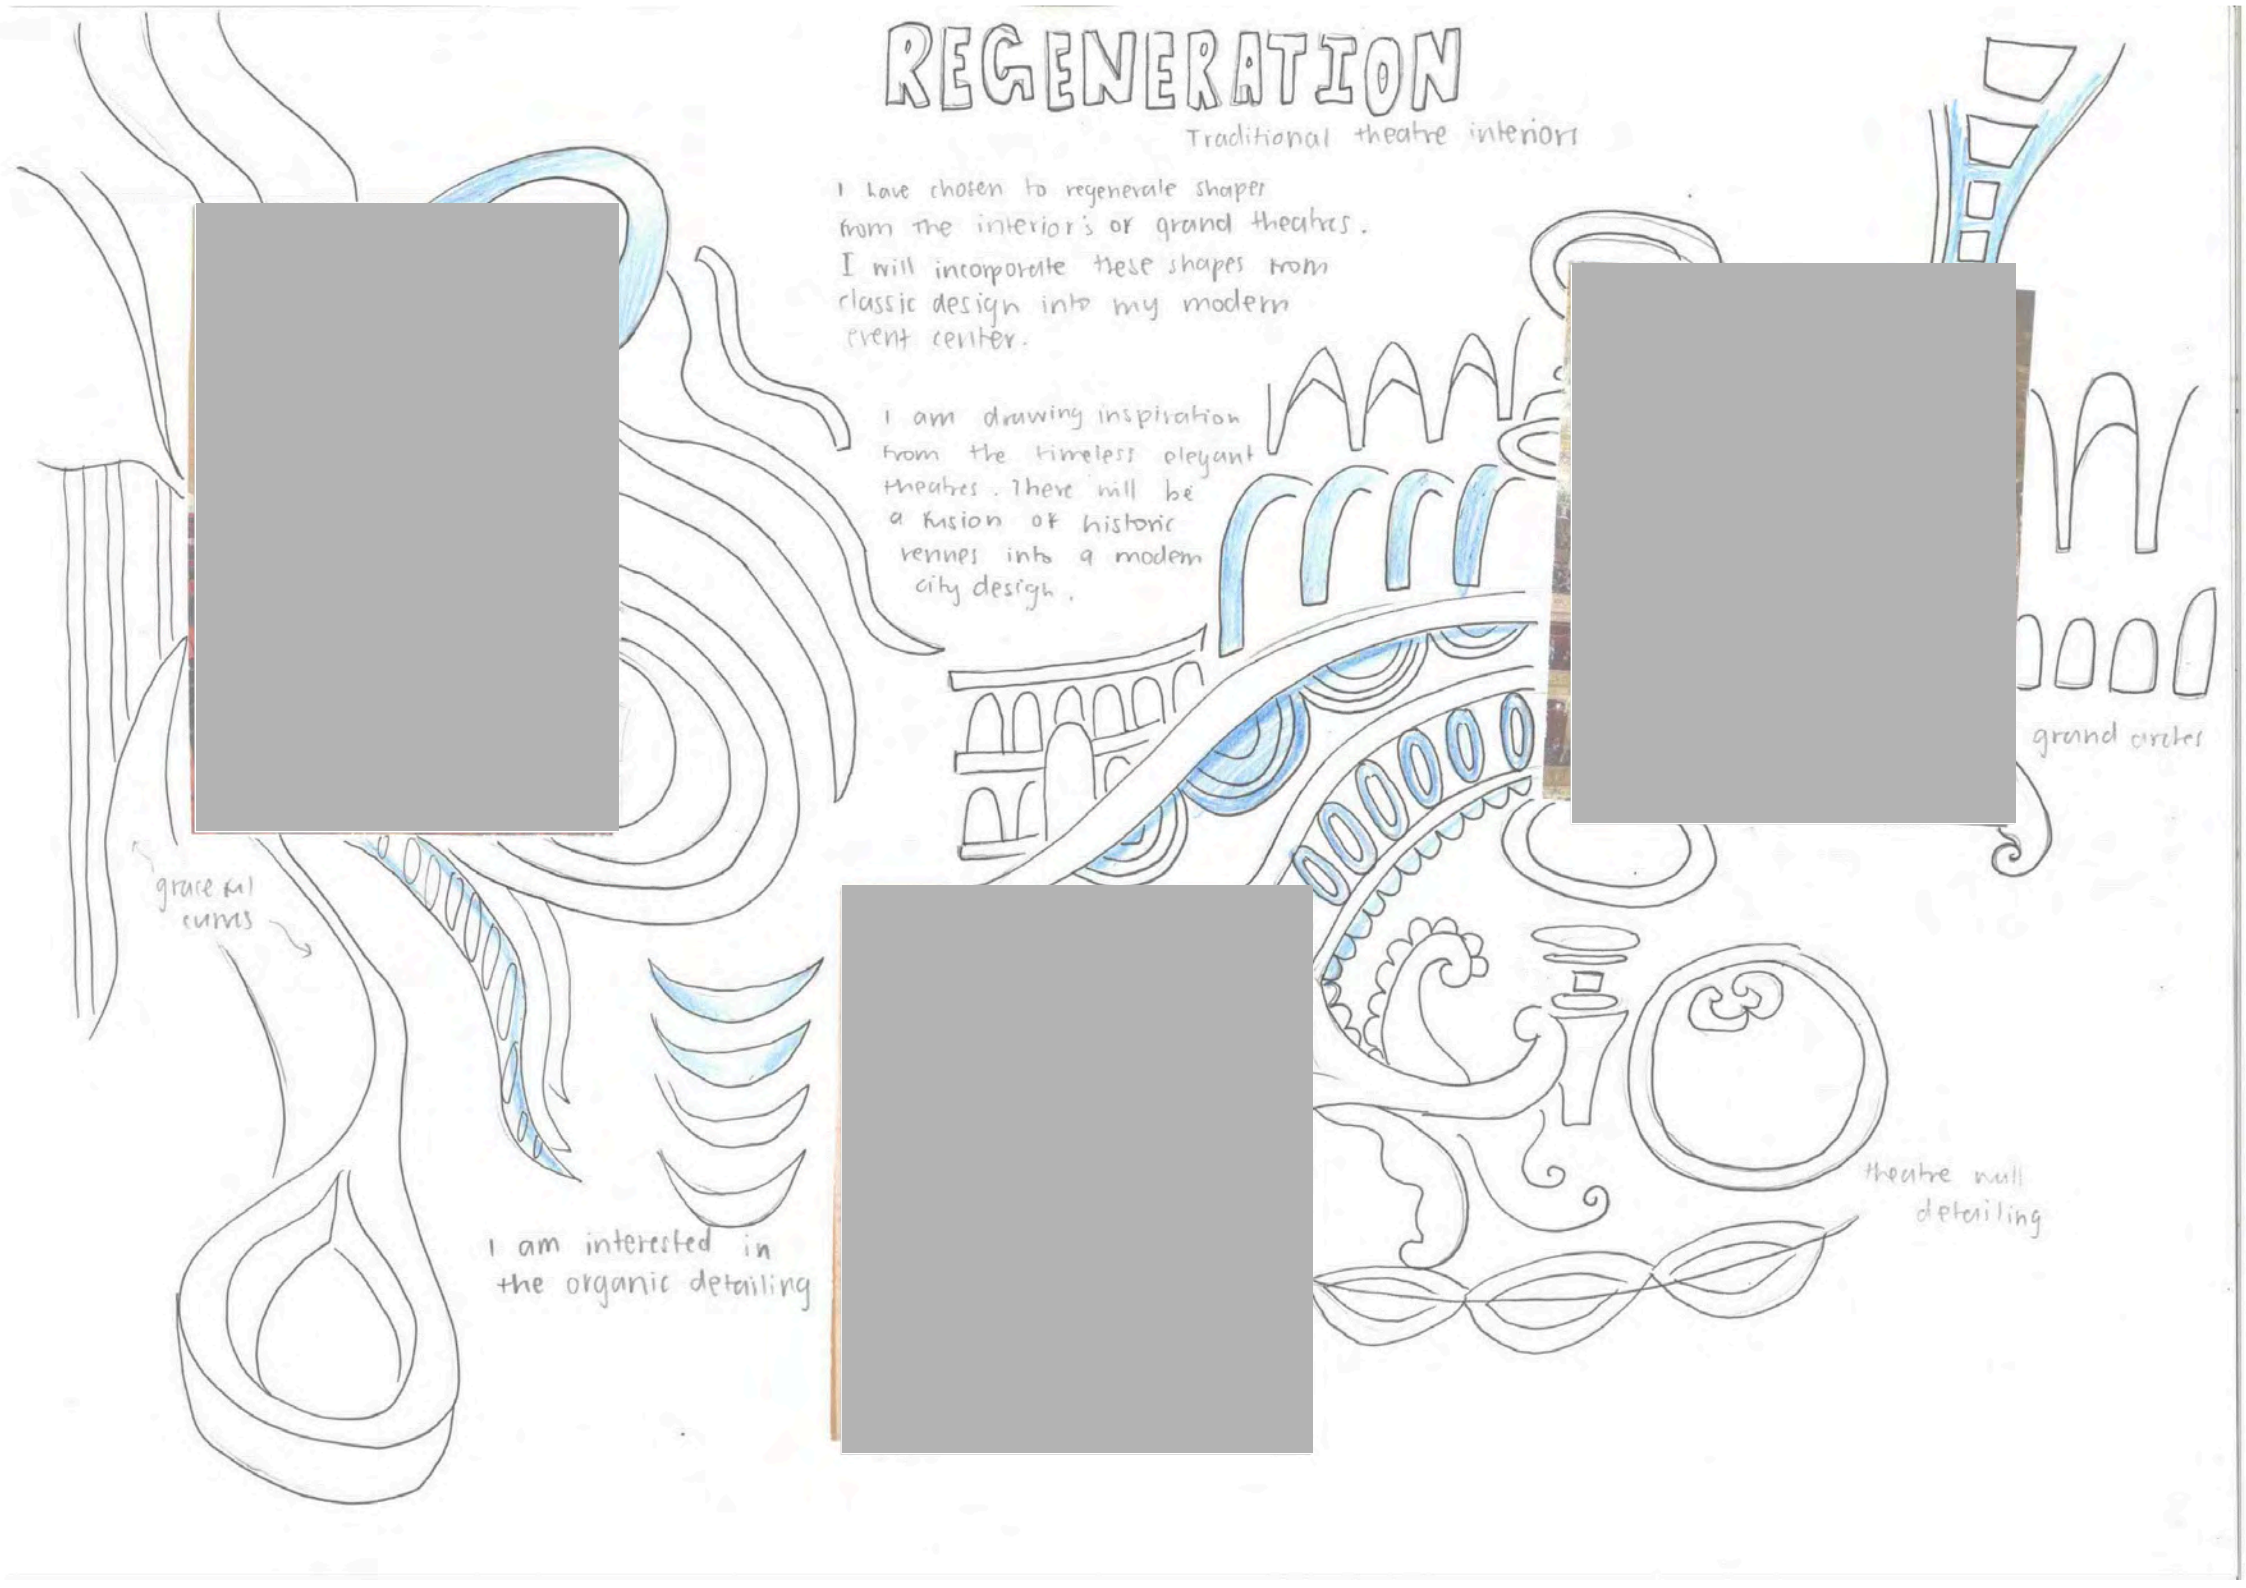 REGENERATION
Traditional theatre interiors
I have chosen to regenerate shapes
from the interior's of grand theatres.
I will incorporate these shapes from
classic design into my modern
event center.
I am drawing inspiration
from the timeless elegant
theatres. There will be
a fusion of historic
into a modern
city design.
graceful
curves
I am interested in
the organic detailing
grand arches
theatre wall
detailing